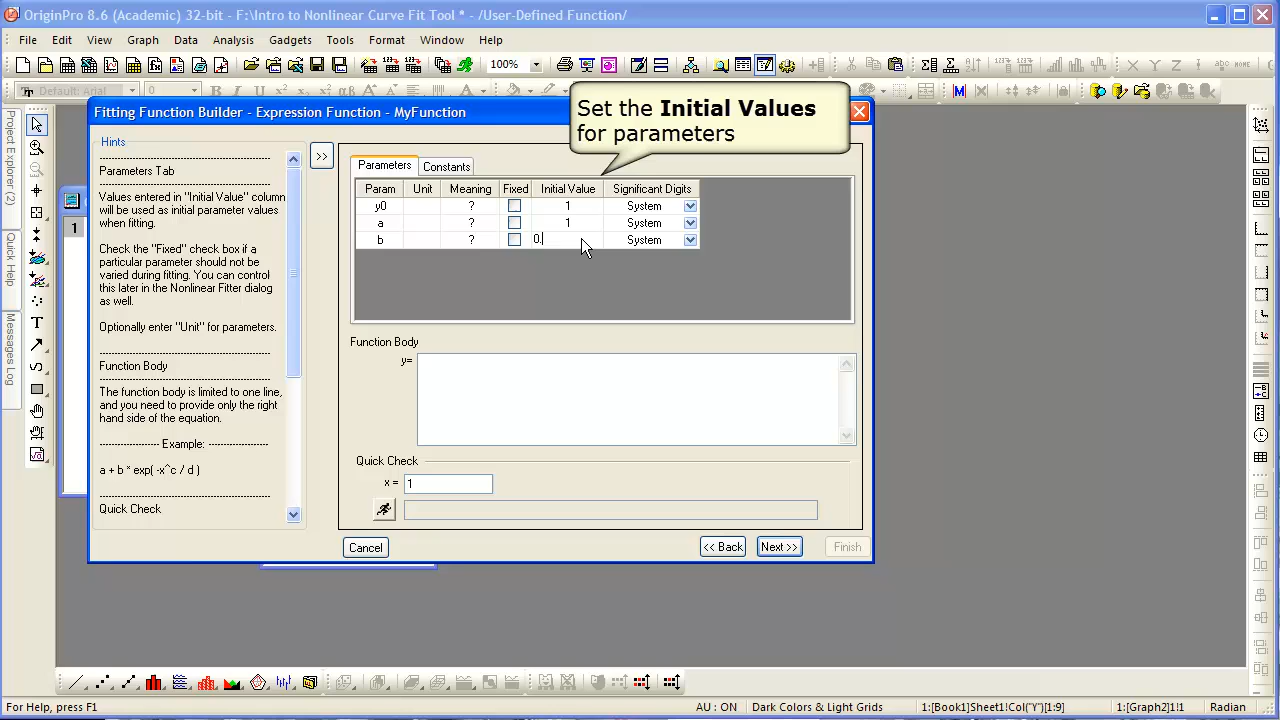 OriginPro 8.6 (Academic) 32-bit - F:\Intro to Nonlinear Curve Fit Tool * - /User-Defined Function/
File Edit View Graph Data Analysis Gadgets Tools Format Window Help
100%
Default: Arial 0
Set the Initial Values
for parameters
Fitting Function Builder - Expression Function - MyFunction
Project Explorer (2)
Quick Help
Messages Log
1
Hints
Parameters Tab
Values entered in "Initial Value" column
will be used as initial parameter values
when fitting.
Check the "Fixed" check box if a
particular parameter should not be
varied during fitting. You can control
this later in the Nonlinear Fitter dialog
as well.
Optionally enter "Unit" for parameters.
Function Body
The function body is limited to one line,
and you need to provide only the right
hand side of the equation.
Example:
a + b * exp( -x^c / d )
Quick Check
>>
Parameters Constants
Param Unit Meaning Fixed Initial Value Significant Digits
y0 ? 1 System
a ? 1 System
b ? 0. System
Function Body
y=
Quick Check
x = 1
Cancel << Back Next >> Finish
For Help, press F1 AU : ON Dark Colors & Light Grids 1:[Book1]Sheet1!Col("Y")[1:9] 1:[Graph2]1!1 Radian